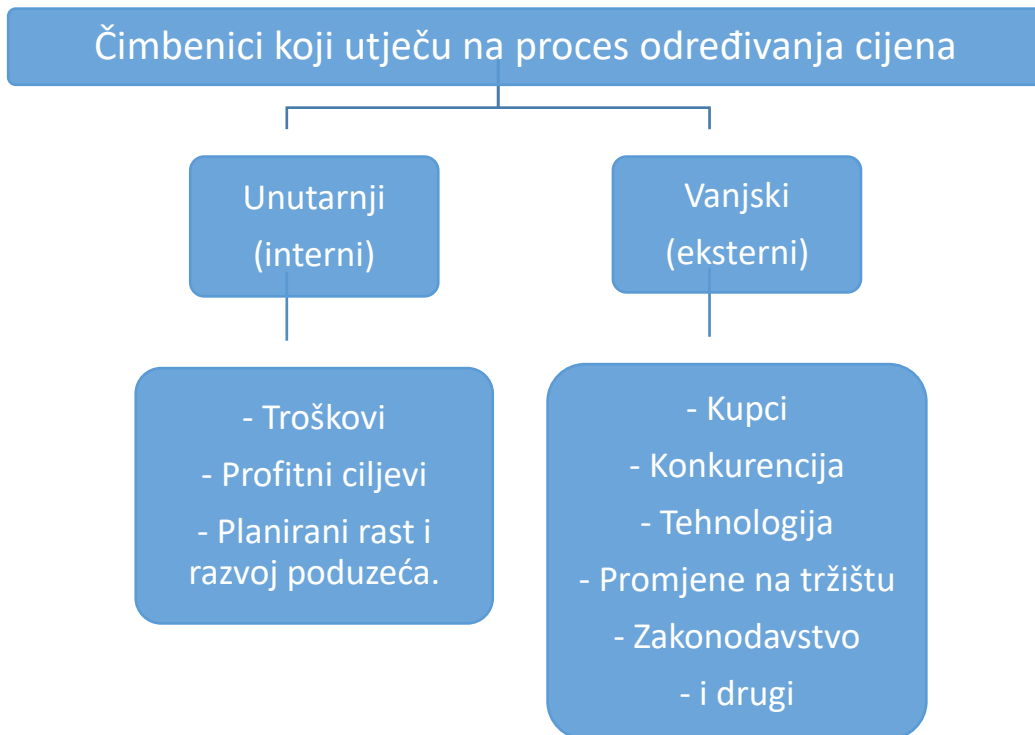 Čimbenici koji utječu na proces određivanja cijena
Unutarnji
(interni)
Vanjski
(eksterni)
- Troškovi
- Profitni ciljevi
- Planirani rast i
razvoj poduzeća.
- Kupci
- Konkurencija
- Tehnologija
- Promjene na tržištu
- Zakonodavstvo
- i drugi